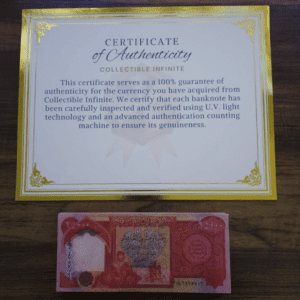 CERTIFICATE
of Authenticity
COLLECTIBLE INFINITE
This certificate serves as a 100% guarantee of
authenticity for the currency you have acquired from
Collectible Infinite. We certify that each banknote has
been carefully inspected and verified using U.V. light
technology and an advanced authentication counting
machine to ensure its genuineness.